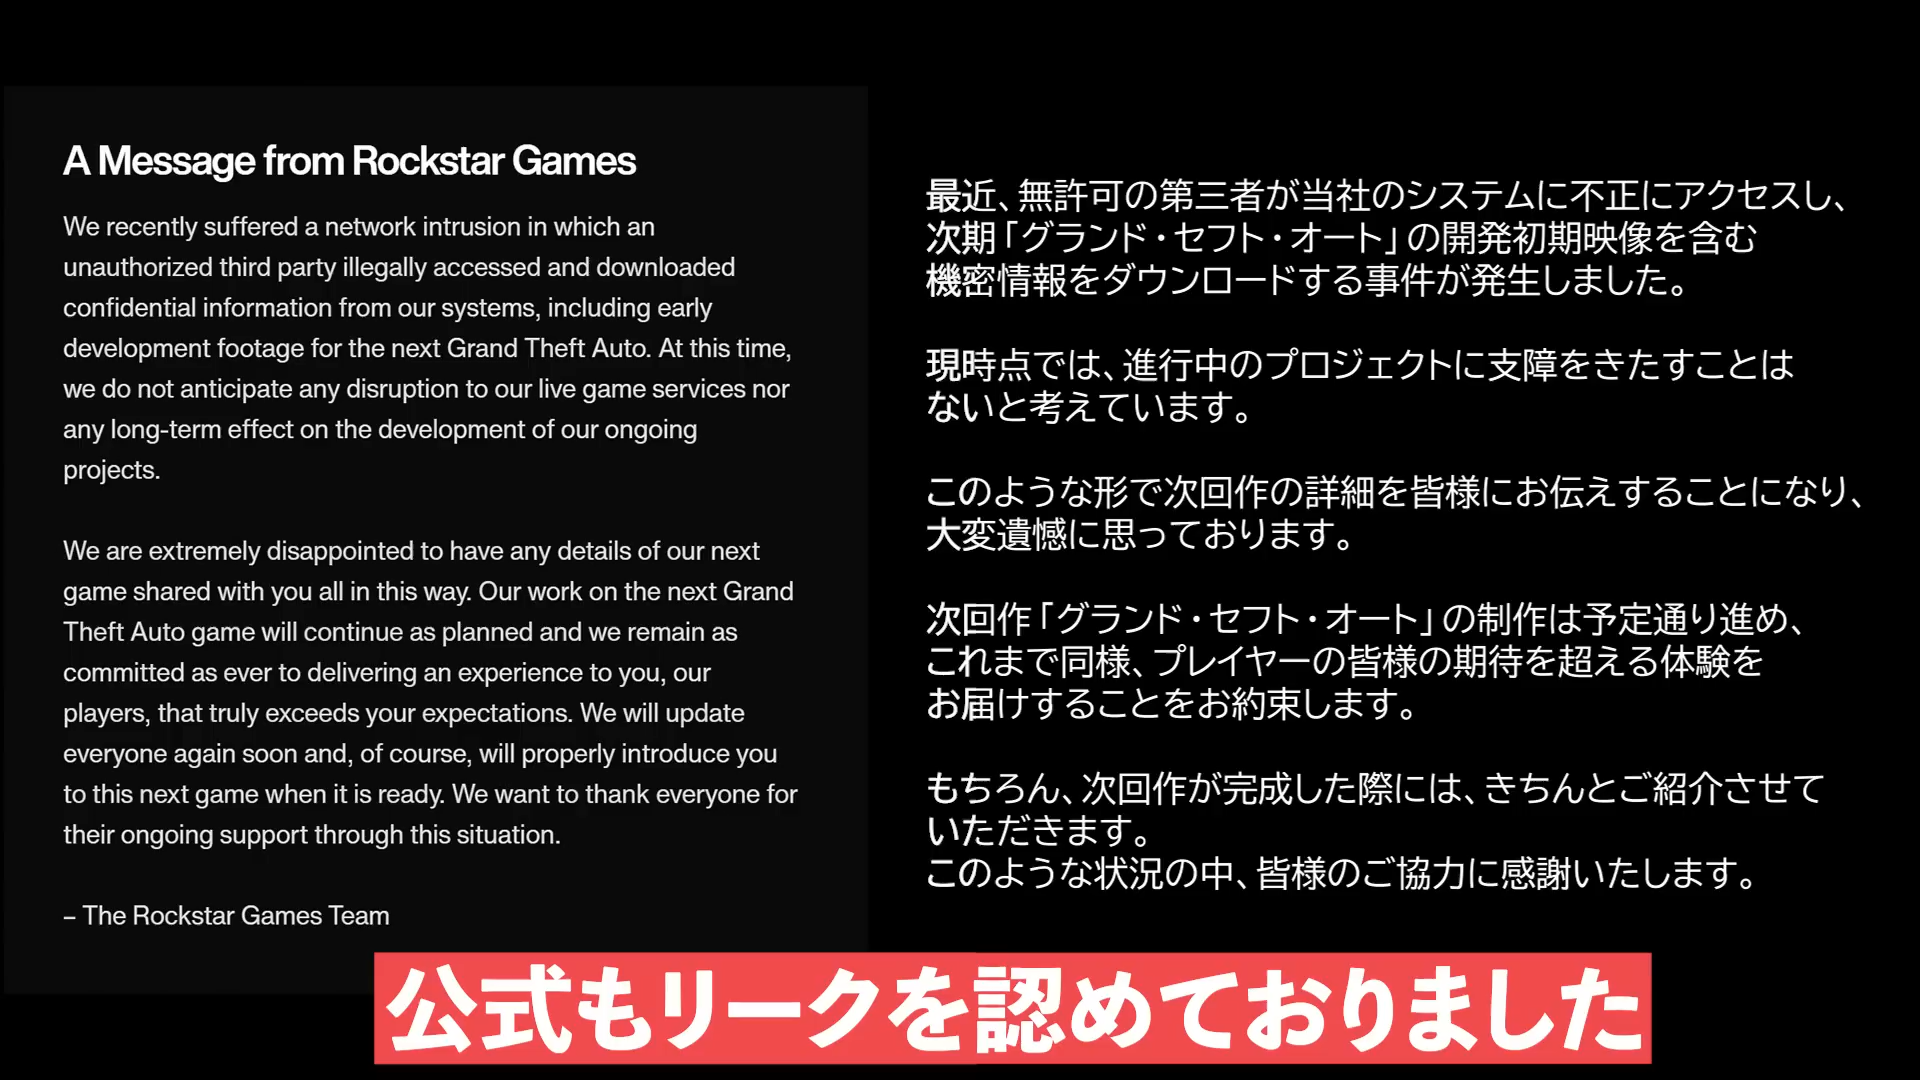 A Message from Rockstar Games
We recently suffered a network intrusion in which an
unauthorized third party illegally accessed and downloaded
confidential information from our systems, including early
development footage for the next Grand Theft Auto. At this time,
we do not anticipate any disruption to our live game services nor
any long-term effect on the development of our ongoing
projects.
We are extremely disappointed to have any details of our next
game shared with you all in this way. Our work on the next Grand
Theft Auto game will continue as planned and we remain as
committed as ever to delivering an experience to you, our
players, that truly exceeds your expectations. We will update
everyone again soon and, of course, will properly introduce you
to this next game when it is ready. We want to thank everyone for
their ongoing support through this situation.
– The Rockstar Games Team
最近、無許可の第三者が当社のシステムに不正にアクセスし、
次期「グランド・セフト・オート」の開発初期映像を含む
機密情報をダウンロードする事件が発生しました。
現時点では、進行中のプロジェクトに支障をきたすことは
ないと考えています。
このような形で次回作の詳細を皆様にお伝えすることになり、
大変遺憾に思っております。
次回作「グランド・セフト・オート」の制作は予定通り進め、
これまで同様、プレイヤーの皆様の期待を超える体験を
お届けすることをお約束します。
もちろん、次回作が完成した際には、きちんとご紹介させて
いただきます。
このような状況の中、皆様のご協力に感謝いたします。
公式もリークを認めておりました